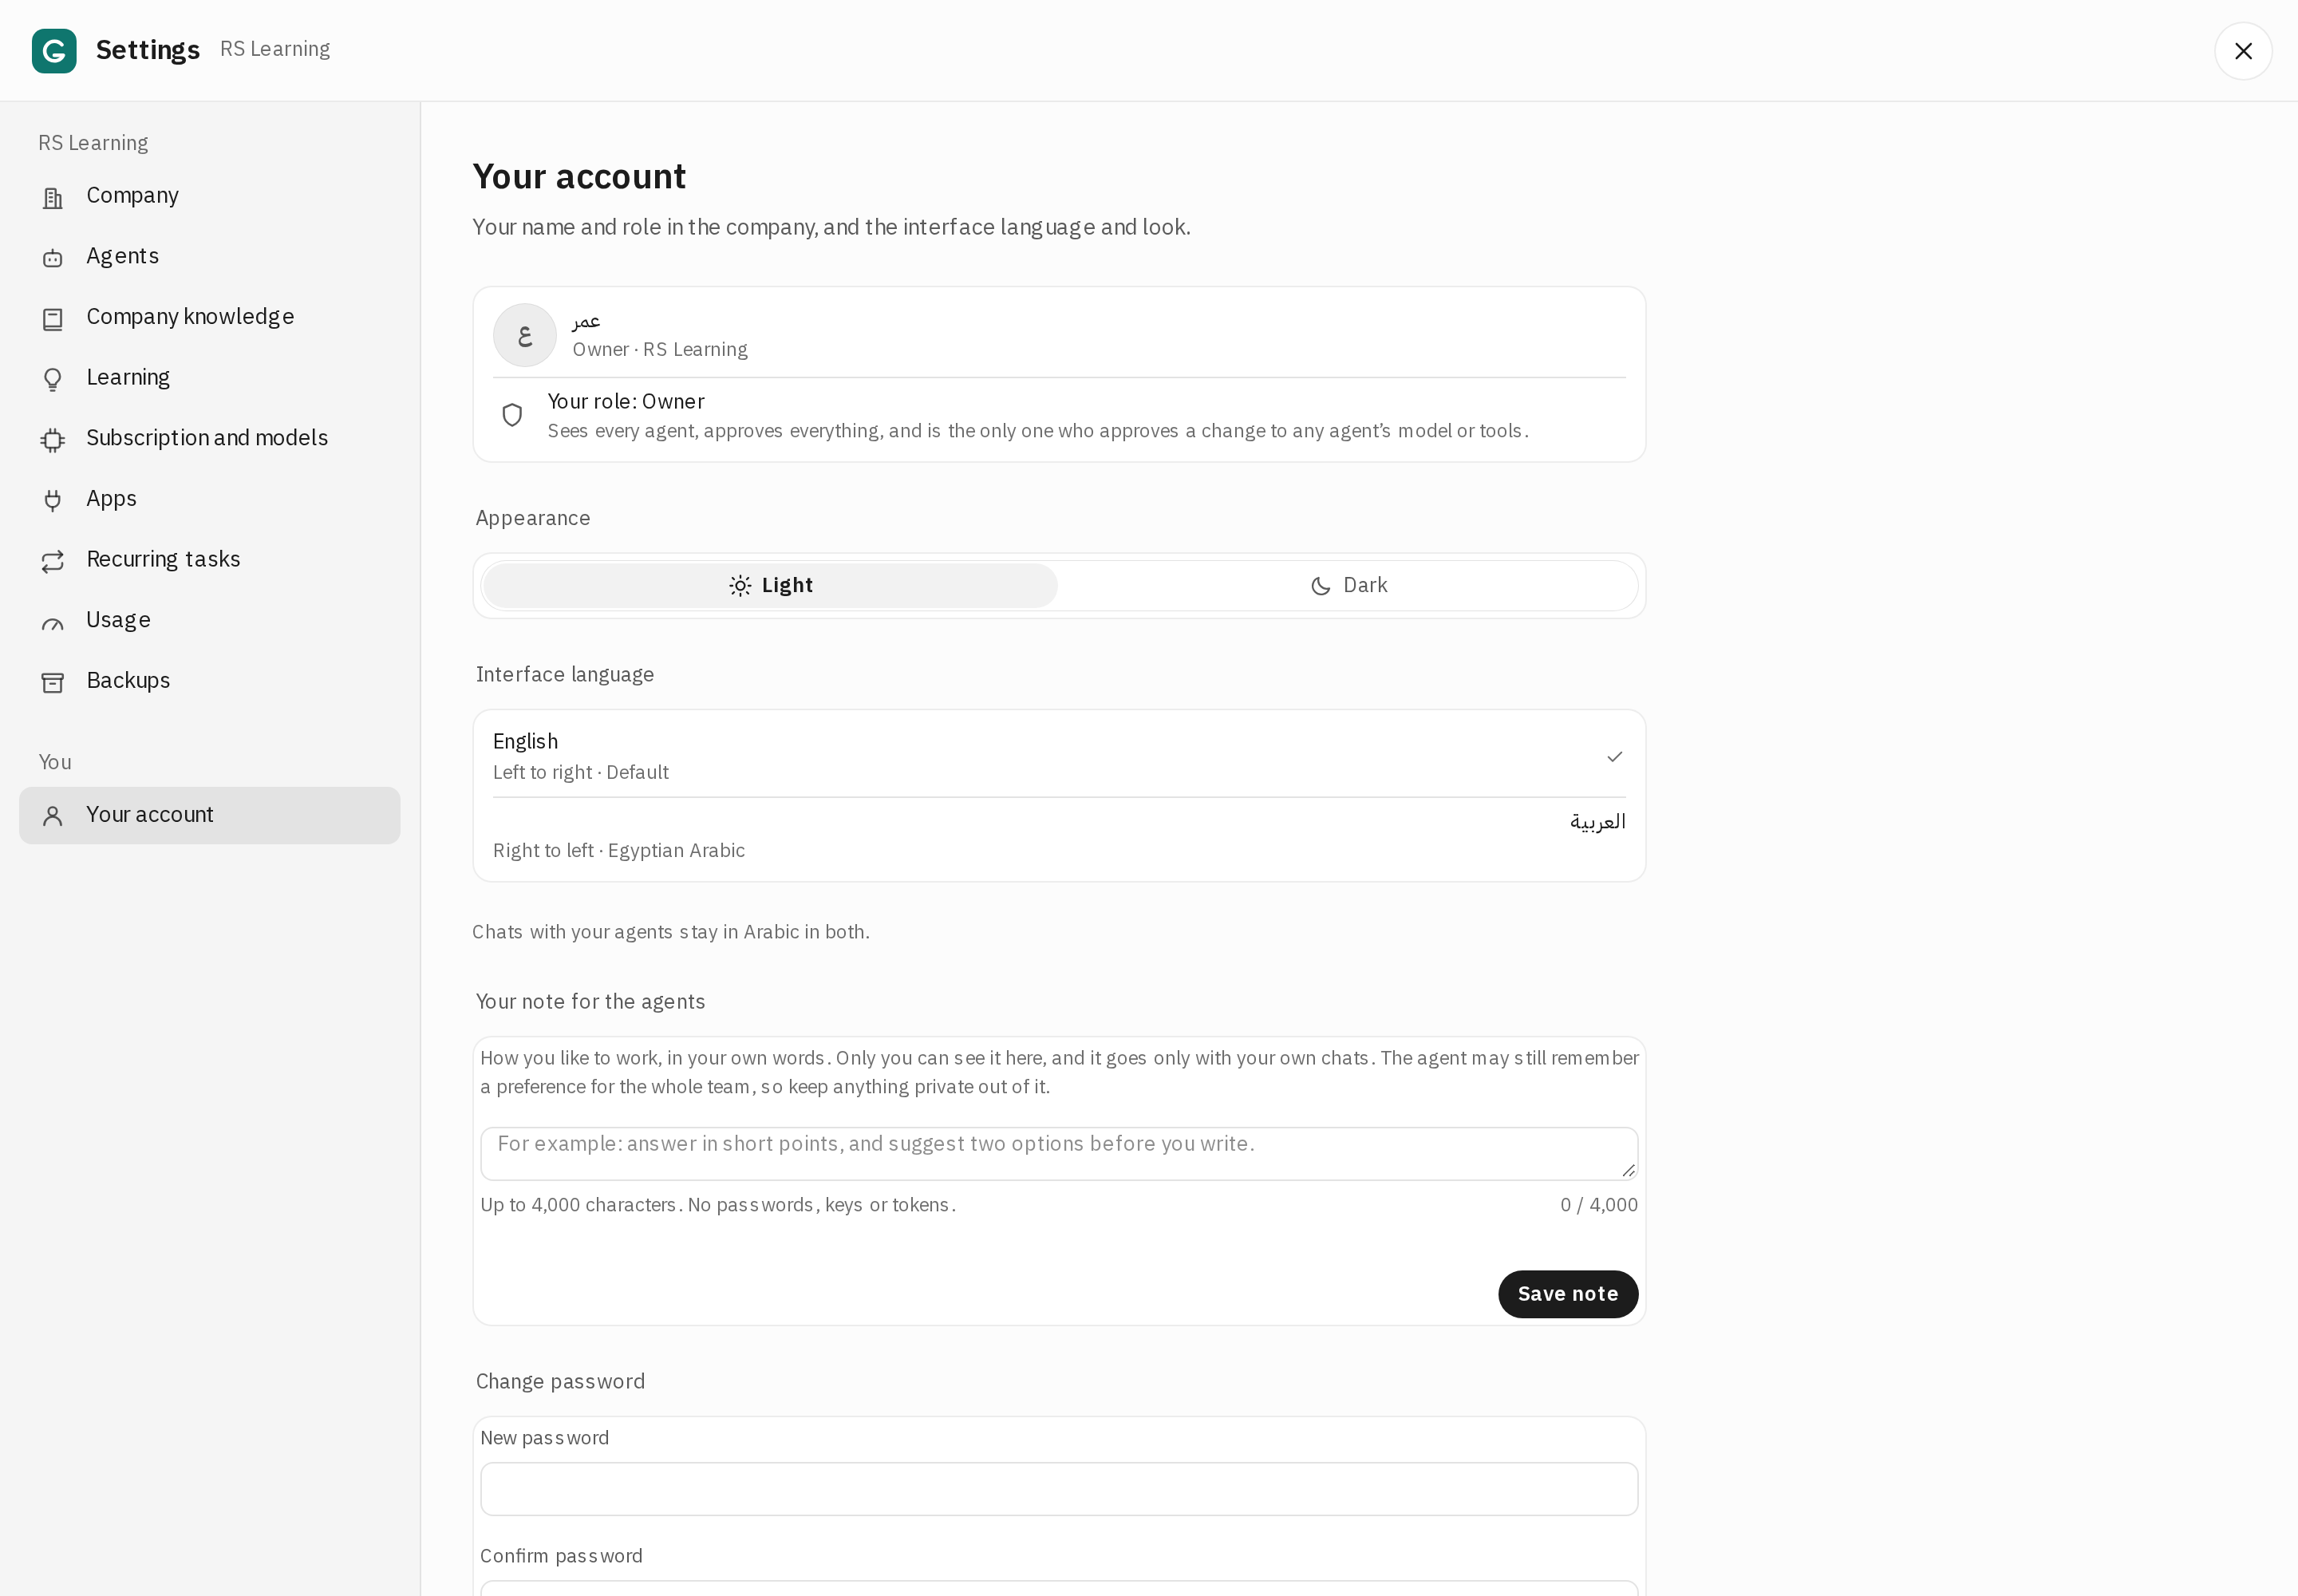 G Settings RS Learning
RS Learning
Company
Agents
Company knowledge
Learning
Subscription and models
Apps
Recurring tasks
Usage
Backups
You
Your account
Your account
Your name and role in the company, and the interface language and look.
ع
عمر
Owner · RS Learning
Your role: Owner
Sees every agent, approves everything, and is the only one who approves a change to any agent’s model or tools.
Appearance
Light
Dark
Interface language
English
Left to right · Default
العربية
Right to left · Egyptian Arabic
Chats with your agents stay in Arabic in both.
Your note for the agents
How you like to work, in your own words. Only you can see it here, and it goes only with your own chats. The agent may still remember
a preference for the whole team, so keep anything private out of it.
For example: answer in short points, and suggest two options before you write.
Up to 4,000 characters. No passwords, keys or tokens.
0 / 4,000
Save note
Change password
New password
Confirm password